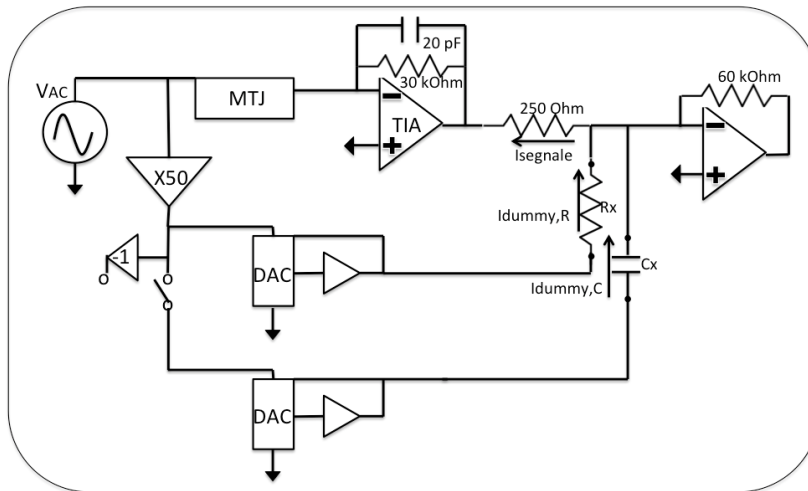 20 pF
30 kOhm
60 kOhm
VAC
MTJ
TIA
250 Ohm
Isegnale
X50
Idummy,R
Rx
-1
DAC
Idummy,C
Cx
DAC